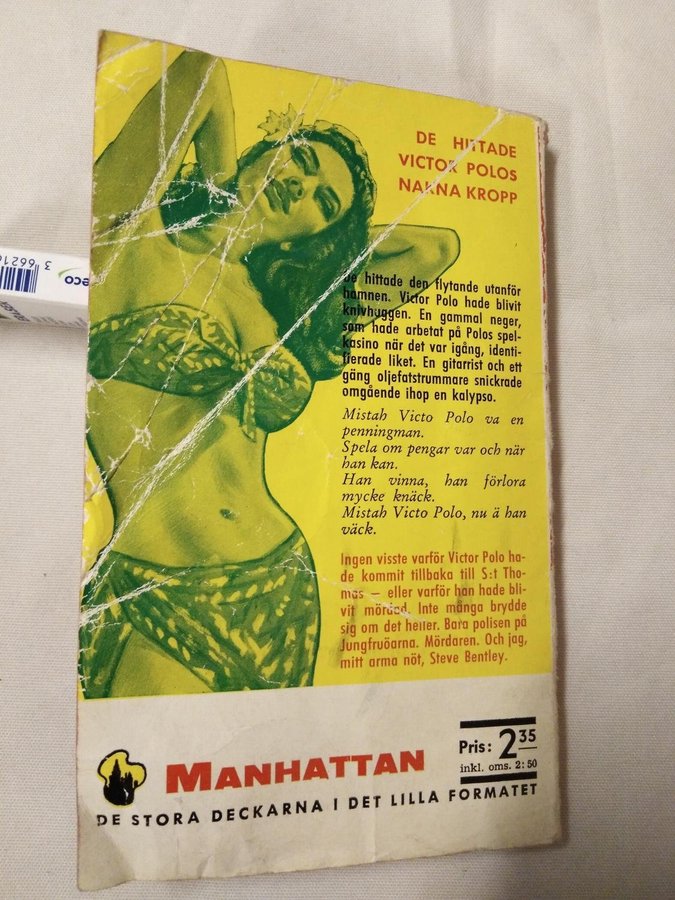 DE HITTADE
VICTOR POLOS
NAKNA KROPP
De hittade den flytande utanför
hamnen. Victor Polo hade blivit
knivhuggen. En gammal neger,
som hade arbetat på Polos spel-
kasino när det var igång, identi-
fierade liket. En gitarrist och ett
gäng oljefatstrummare snickrade
omgående ihop en kalypso.
Mistah Victo Polo va en
penningman.
Spela om pengar var och när
han kan.
Han vinna, han förlora
mycke knäck.
Mistah Victo Polo, nu ä han
väck.
Ingen visste varför Victor Polo ha-
de kommit tillbaka till S:t Tho-
mas — eller varför han hade bli-
vit mördad. Inte många brydde
sig om det heller. Bara polisen på
Jungfruöarna. Mördaren. Och jag,
mitt arma nöt, Steve Bentley.
MANHATTAN
Pris: 2 35
inkl. oms. 2:50
DE STORA DECKARNA I DET LILLA FORMATET
eco